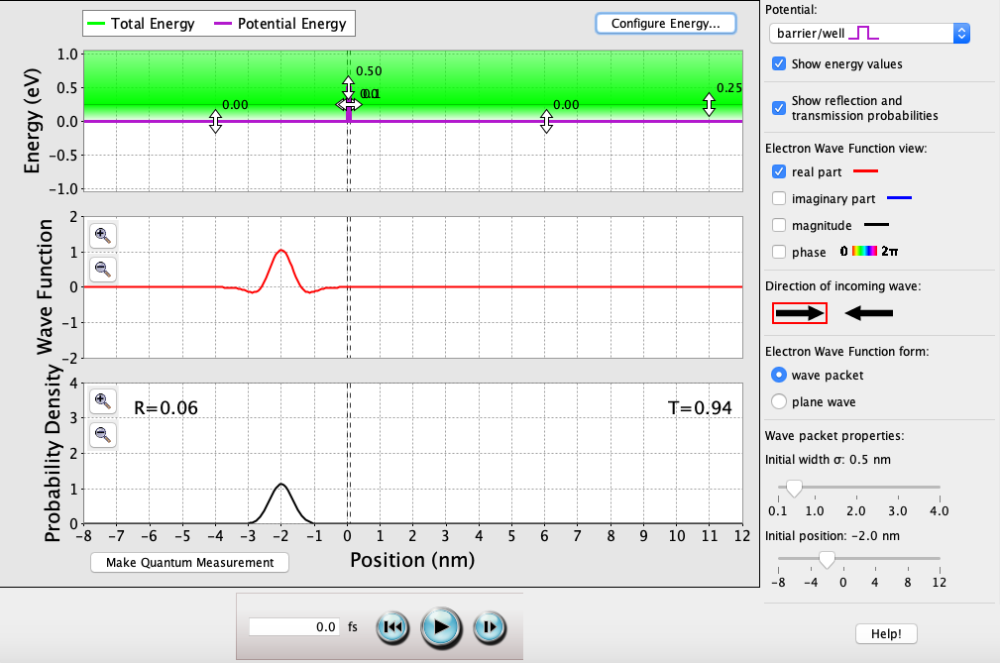 Total Energy
Potential Energy
Configure Energy...
Energy (eV)
1.0
0.5
0.0
-0.5
-1.0
0.00
0.50
0.00
0.25
Wave Function
2
1
0
-1
-2
Probability Density
4
3
2
1
0
R=0.06
T=0.94
-8 -7 -6 -5 -4 -3 -2 -1 0 1 2 3 4 5 6 7 8 9 10 11 12
Position (nm)
Make Quantum Measurement
0.0 fs
Potential:
barrier/well
Show energy values
Show reflection and
transmission probabilities
Electron Wave Function view:
real part
imaginary part
magnitude
phase 0 2π
Direction of incoming wave:
Electron Wave Function form:
wave packet
plane wave
Wave packet properties:
Initial width σ: 0.5 nm
0.1 1.0 2.0 3.0 4.0
Initial position: -2.0 nm
-8 -4 0 4 8 12
Help!